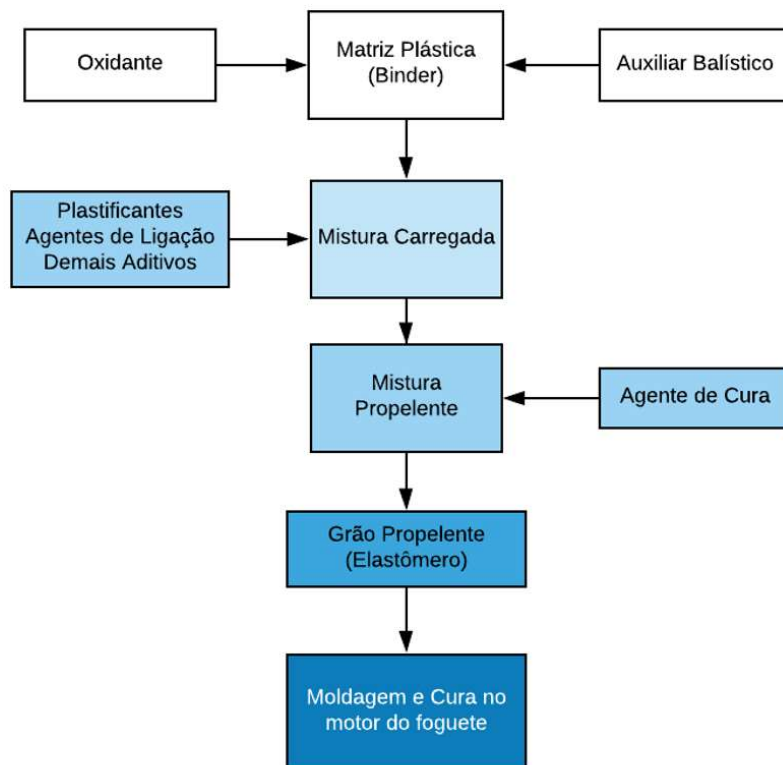 Oxidante
Matriz Plástica
(Binder)
Auxiliar Balístico
Plastificantes
Agentes de Ligação
Demais Aditivos
Mistura Carregada
Mistura
Propelente
Agente de Cura
Grão Propelente
(Elastômero)
Moldagem e Cura no
motor do foguete